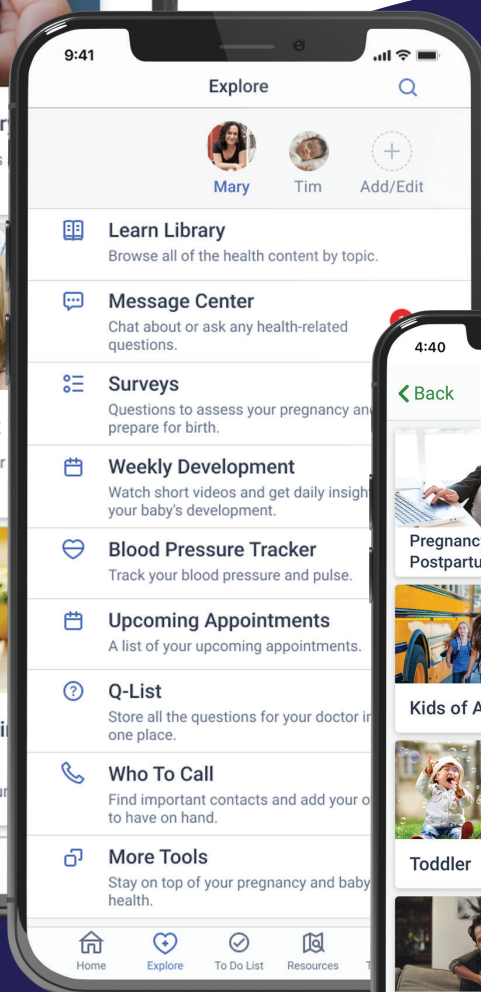 9:41
Explore
Mary
Tim
Add/Edit
Learn Library
Browse all of the health content by topic.
Message Center
Chat about or ask any health-related
questions.
Surveys
Questions to assess your pregnancy and
prepare for birth.
Weekly Development
Watch short videos and get daily
your baby's development.
Blood Pressure Tracker
Track your blood pressure and pulse.
Upcoming Appointments
A list of your upcoming appointments.
Q-List
Store all the questions for your doctor in
one place.
Who To Call
Find important contacts and add your
to have on hand.
More Tools
Stay on top of your pregnancy and baby
health.
Home
Explore
To Do List
Resources
4:40
Back
Kids of
Toddler